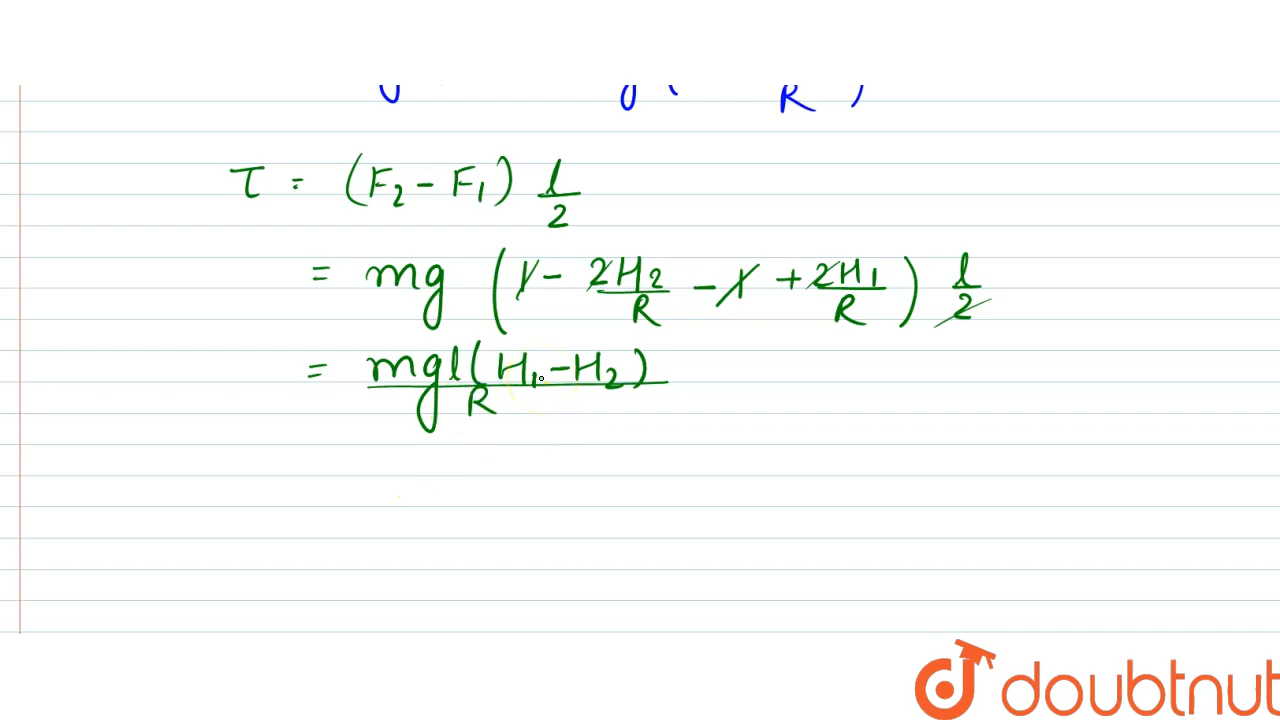 R )
τ = (F₂ - F₁) l/2
= mg (1 - 2H₂/R - 1 + 2H₁/R) l/2
= mgl(H₁-H₂)/R
doubtnut